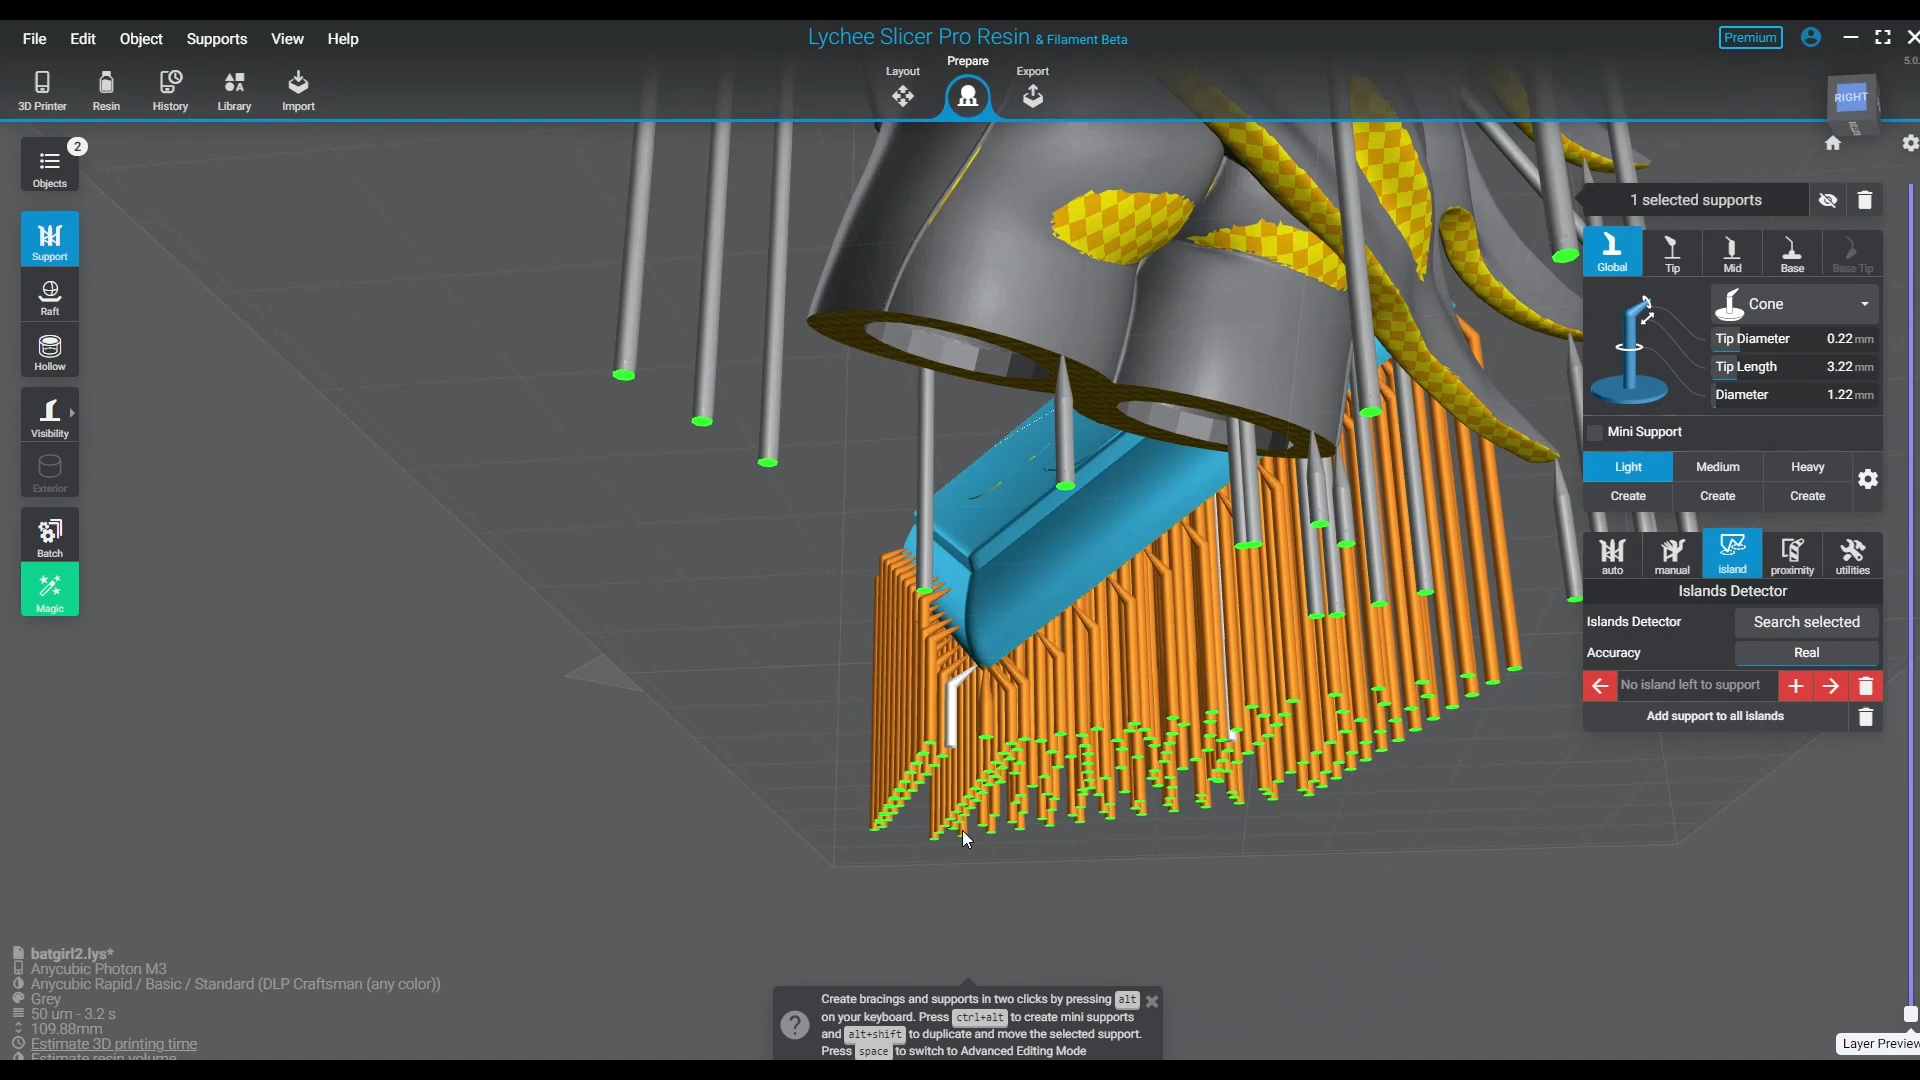 File Edit Object Supports View Help
Lychee Slicer Pro Resin & Filament Beta
Premium
5.0.
3D Printer Resin History Library Import
Layout Prepare Export
RIGHT
2
Objects
Support
Raft
Hollow
Visibility
Exterior
Batch
Magic
1 selected supports
Global Tip Mid Base Base Tip
Cone
Tip Diameter 0.22 mm
Tip Length 3.22 mm
Diameter 1.22 mm
Mini Support
Light Medium Heavy
Create Create Create
auto manual island proximity utilities
Islands Detector
Islands Detector Search selected
Accuracy Real
No island left to support
Add support to all islands
batgirl2.lys*
Anycubic Photon M3
Anycubic Rapid / Basic / Standard (DLP Craftsman (any color))
Grey
50 um - 3.2 s
109.88mm
Estimate 3D printing time
Estimate resin volume
Create bracings and supports in two clicks by pressing alt
on your keyboard. Press ctrl+alt to create mini supports
and alt+shift to duplicate and move the selected support.
Press space to switch to Advanced Editing Mode
Layer Preview